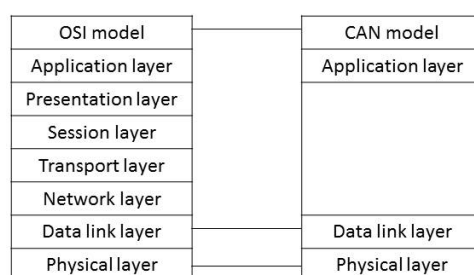 OSI model
CAN model
Application layer
Application layer
Presentation layer
Session layer
Transport layer
Network layer
Data link layer
Data link layer
Physical layer
Physical layer